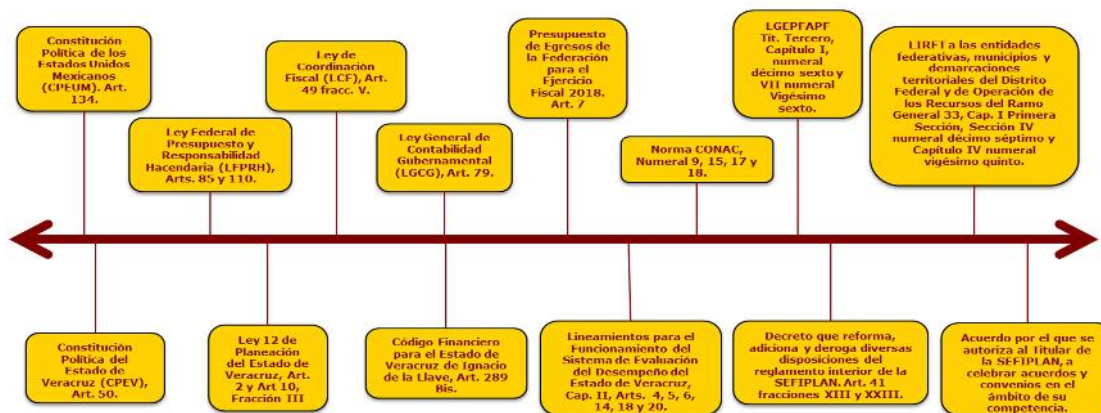 Constitución
Política de los
Estados Unidos
Mexicanos
(CPEUM). Art.
134.
Ley Federal de
Presupuesto y
Responsabilidad
Hacendaria (LFPRH),
Arts. 85 y 110.
Ley de
Coordinación
Fiscal (LCF), Art.
49 fracc. V.
Ley General de
Contabilidad
Gubernamental
(LGCG), Art. 79.
Presupuesto
de Egresos de
la Federación
para el
Ejercicio
Fiscal 2018.
Art. 7
Norma CONAC,
Numeral 9, 15, 17 y
18.
LGEPFAPF
Tít. Tercero,
Capítulo I,
numeral
décimo sexto y
VII numeral
Vigésimo
sexto.
LIRFT a las entidades
federativas, municipios y
demarcaciones
territoriales del Distrito
Federal y de Operación de
los Recursos del Ramo
General 33, Cap. I Primera
Sección, Sección IV
numeral décimo séptimo y
Capítulo IV numeral
vigésimo quinto.
Constitución
Política del
Estado de
Veracruz (CPEV),
Art. 50.
Ley 12 de
Planeación
del Estado de
Veracruz, Art.
2 y Art 10,
Fracción III
Código Financiero
para el Estado de
Veracruz de Ignacio
de la Llave, Art. 289
Bis.
Lineamientos para el
Funcionamiento del
Sistema de Evaluación
del Desempeño del
Estado de Veracruz,
Cap. II, Arts. 4, 5, 6,
14, 18 y 20.
Decreto que reforma,
adiciona y deroga diversas
disposiciones del
reglamento interior de la
SEFIPLAN. Art. 41
fracciones XIII y XXIII.
Acuerdo por el que se
autoriza al Titular de
la SEFIPLAN, a
celebrar acuerdos y
convenios en el
ámbito de su
competencia.